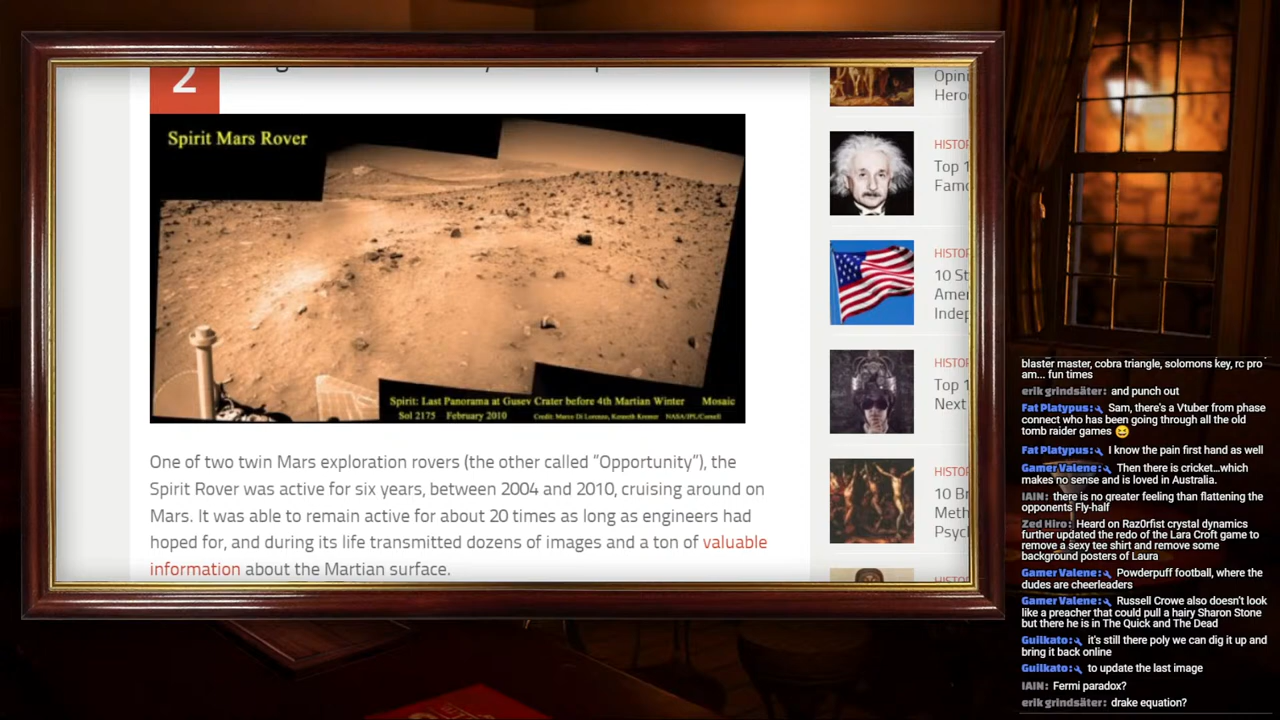 2
Spirit Mars Rover
Spirit: Last Panorama at Gusev Crater before 4th Martian Winter Mosaic
Sol 2175 February 2010 Credit: Marco Di Lorenzo, Kenneth Kremer NASA/JPL/Cornell
One of two twin Mars exploration rovers (the other called “Opportunity”), the
Spirit Rover was active for six years, between 2004 and 2010, cruising around on
Mars. It was able to remain active for about 20 times as long as engineers had
hoped for, and during its life transmitted dozens of images and a ton of valuable
information about the Martian surface.
Opini
Hero
HISTOR
Top 1
Famo
HISTOR
10 St
Amer
Indep
HISTOR
Top 1
Next
HISTOR
10 Br
Meth
Psyc
blaster master, cobra triangle, solomons key, rc pro
am... fun times
erik grindsäter: and punch out
Fat Platypus: Sam, there's a Vtuber from phase
connect who has been going through all the old
tomb raider games 😆
Fat Platypus: I know the pain first hand as well
Gamer Valene: Then there is cricket...which
makes no sense and is loved in Australia.
IAIN: there is no greater feeling than flattening the
opponents Fly-half
Zed Hiro: Heard on Raz0rfist crystal dynamics
further updated the redo of the Lara Croft game to
remove a sexy tee shirt and remove some
background posters of Laura
Gamer Valene: Powderpuff football, where the
dudes are cheerleaders
Gamer Valene: Russell Crowe also doesn't look
like a preacher that could pull a hairy Sharon Stone
but there he is in The Quick and The Dead
Guilkato: it's still there poly we can dig it up and
bring it back online
Guilkato: to update the last image
IAIN: Fermi paradox?
erik grindsäter: drake equation?